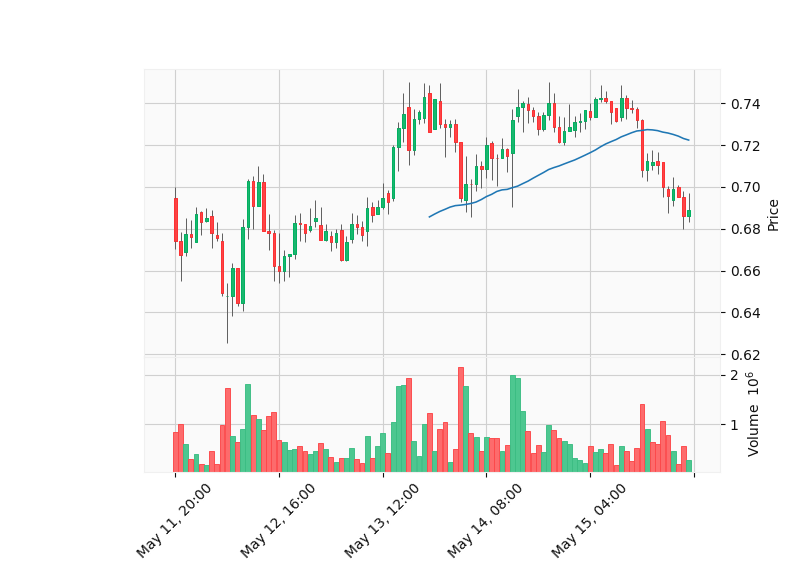 0.74
0.72
0.70
0.68
0.66
0.64
0.62
Price
2
1
Volume 10⁶
May 11, 20:00
May 12, 16:00
May 13, 12:00
May 14, 08:00
May 15, 04:00